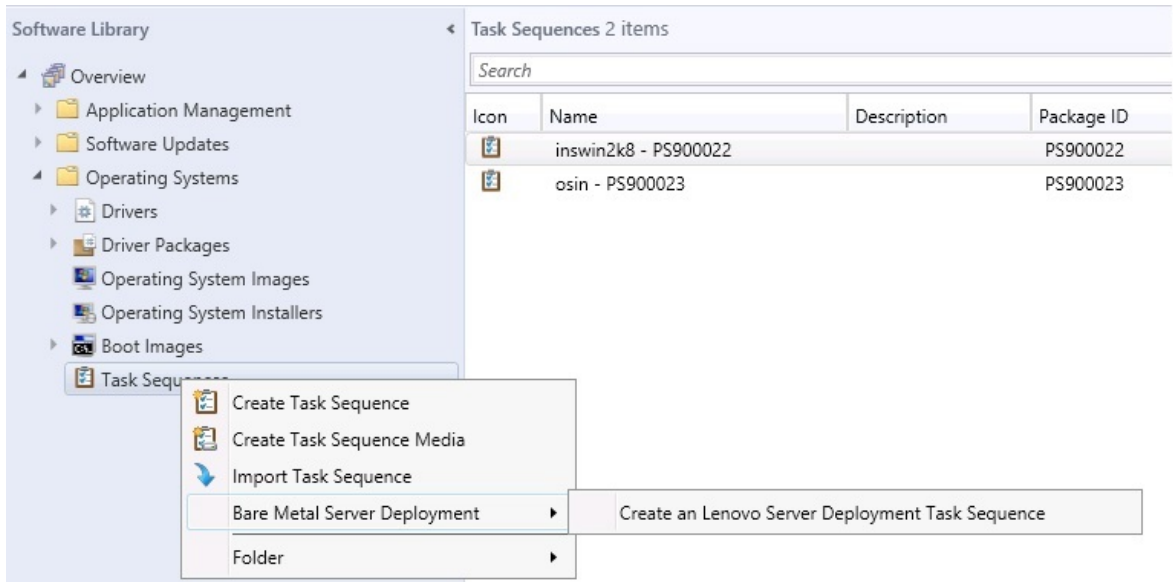 Software Library
Overview
Application Management
Software Updates
Operating Systems
Drivers
Driver Packages
Operating System Images
Operating System Installers
Boot Images
Task Sequences
Task Sequences 2 items
Search
Icon Name Description Package ID
inswin2k8 - PS900022 PS900022
osin - PS900023 PS900023
Create Task Sequence
Create Task Sequence Media
Import Task Sequence
Bare Metal Server Deployment
Folder
Create an Lenovo Server Deployment Task Sequence